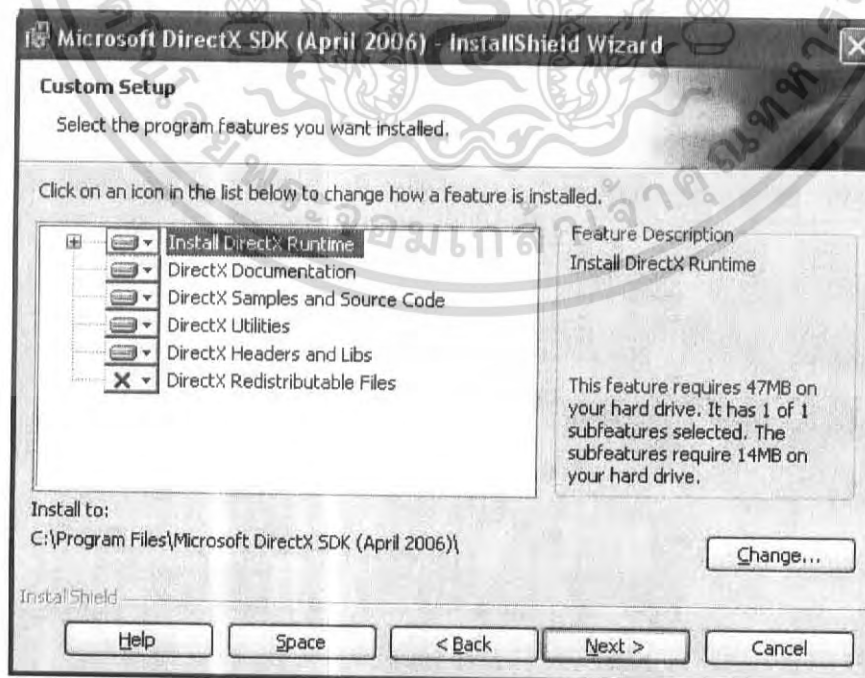 Microsoft DirectX SDK (April 2006) - InstallShield Wizard
Custom Setup
Select the program features you want installed.
Click on an icon in the list below to change how a feature is installed.
Install DirectX Runtime
DirectX Documentation
DirectX Samples and Source Code
DirectX Utilities
DirectX Headers and Libs
DirectX Redistributable Files
Feature Description
Install DirectX Runtime
This feature requires 47MB on
your hard drive. It has 1 of 1
subfeatures selected. The
subfeatures require 14MB on
your hard drive.
Install to:
C:\Program Files\Microsoft DirectX SDK (April 2006)\
Change...
InstallShield
Help
Space
< Back
Next >
Cancel